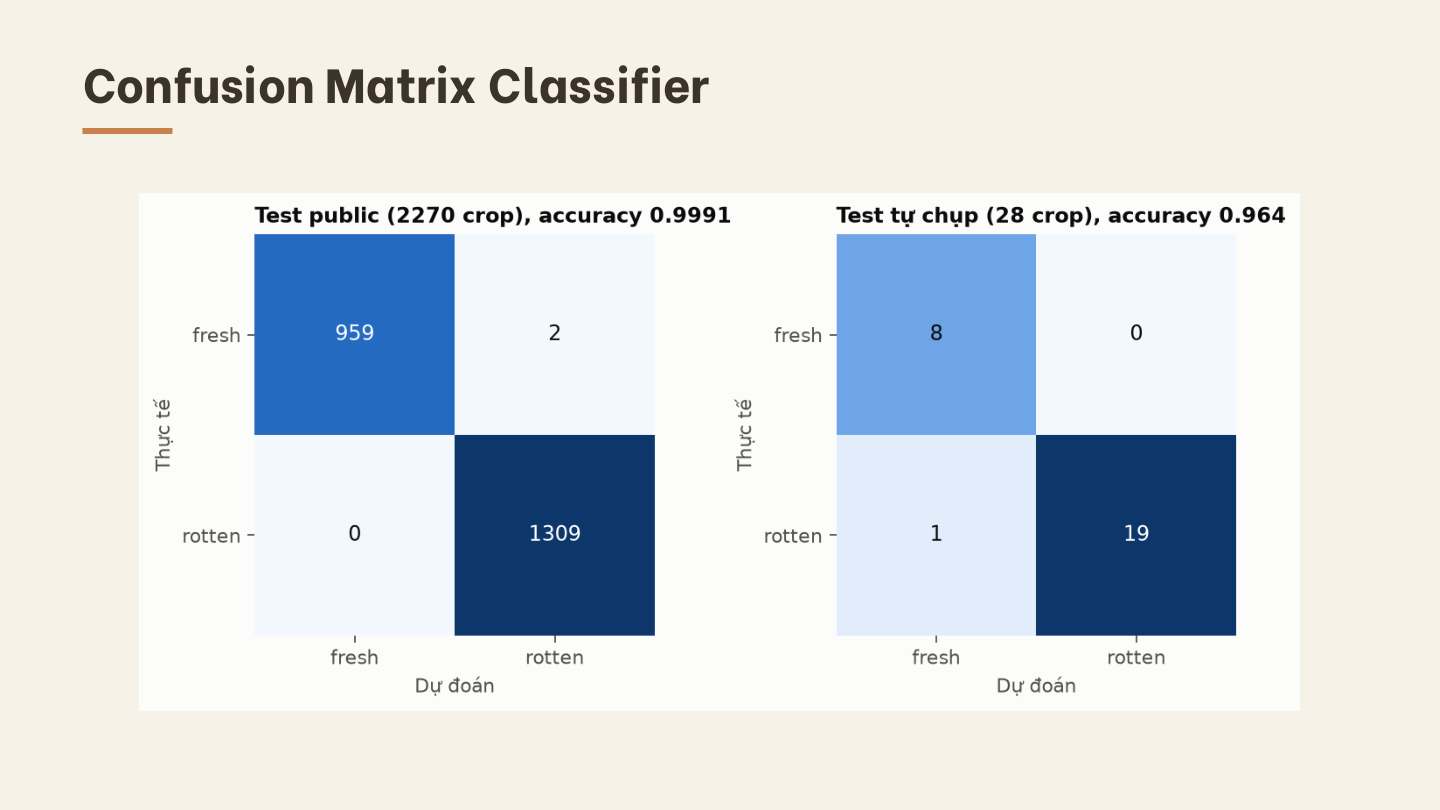 Confusion Matrix Classifier
Test public (2270 crop), accuracy 0.9991
fresh
959
2
rotten
0
1309
Thực tế
fresh
rotten
Dự đoán
Test tự chụp (28 crop), accuracy 0.964
fresh
8
0
rotten
1
19
Thực tế
fresh
rotten
Dự đoán